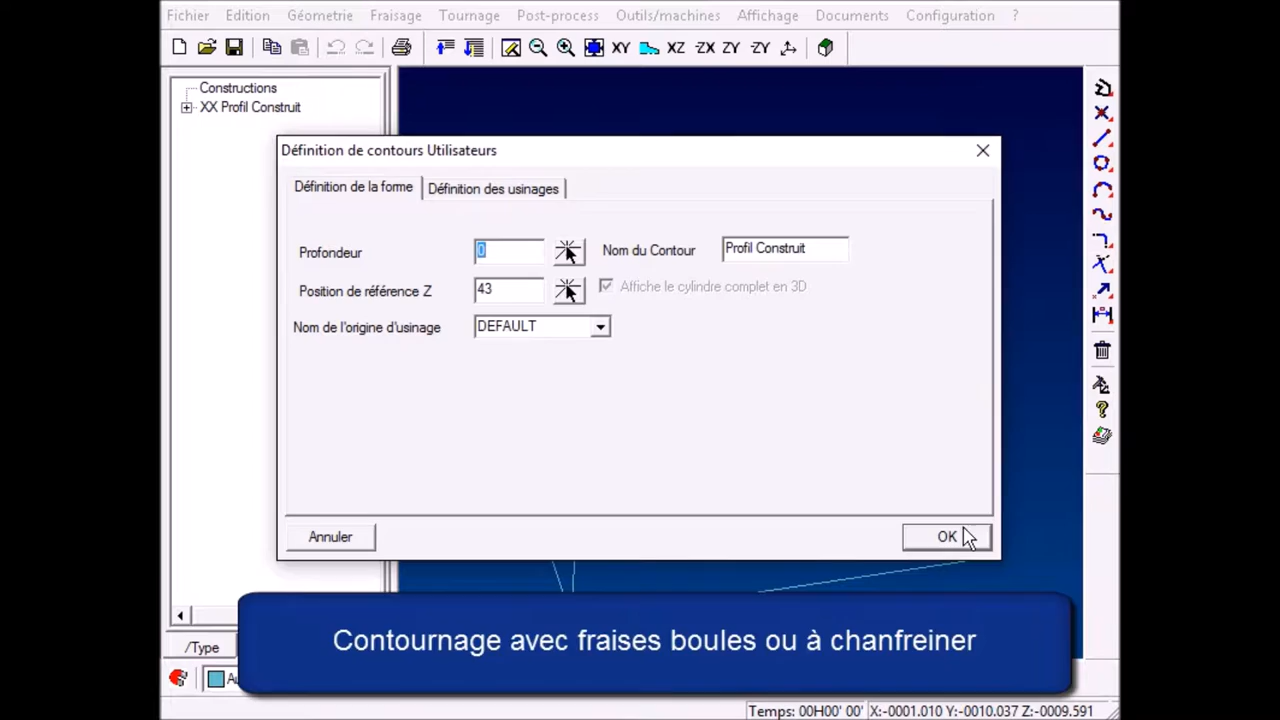 Fichier Edition Géometrie Fraisage Tournage Post-process Outils/machines Affichage Documents Configuration ?
XY XZ -ZX ZY -ZY
Constructions
XX Profil Construit
Définition de contours Utilisateurs
Définition de la forme Définition des usinages
Profondeur 0 Nom du Contour Profil Construit
Position de référence Z 43 Affiche le cylindre complet en 3D
Nom de l'origine d'usinage DEFAULT
Annuler OK
Contournage avec fraises boules ou à chanfreiner
/Type
Temps: 00H00' 00' X:-0001.010 Y:-0010.037 Z:-0009.591